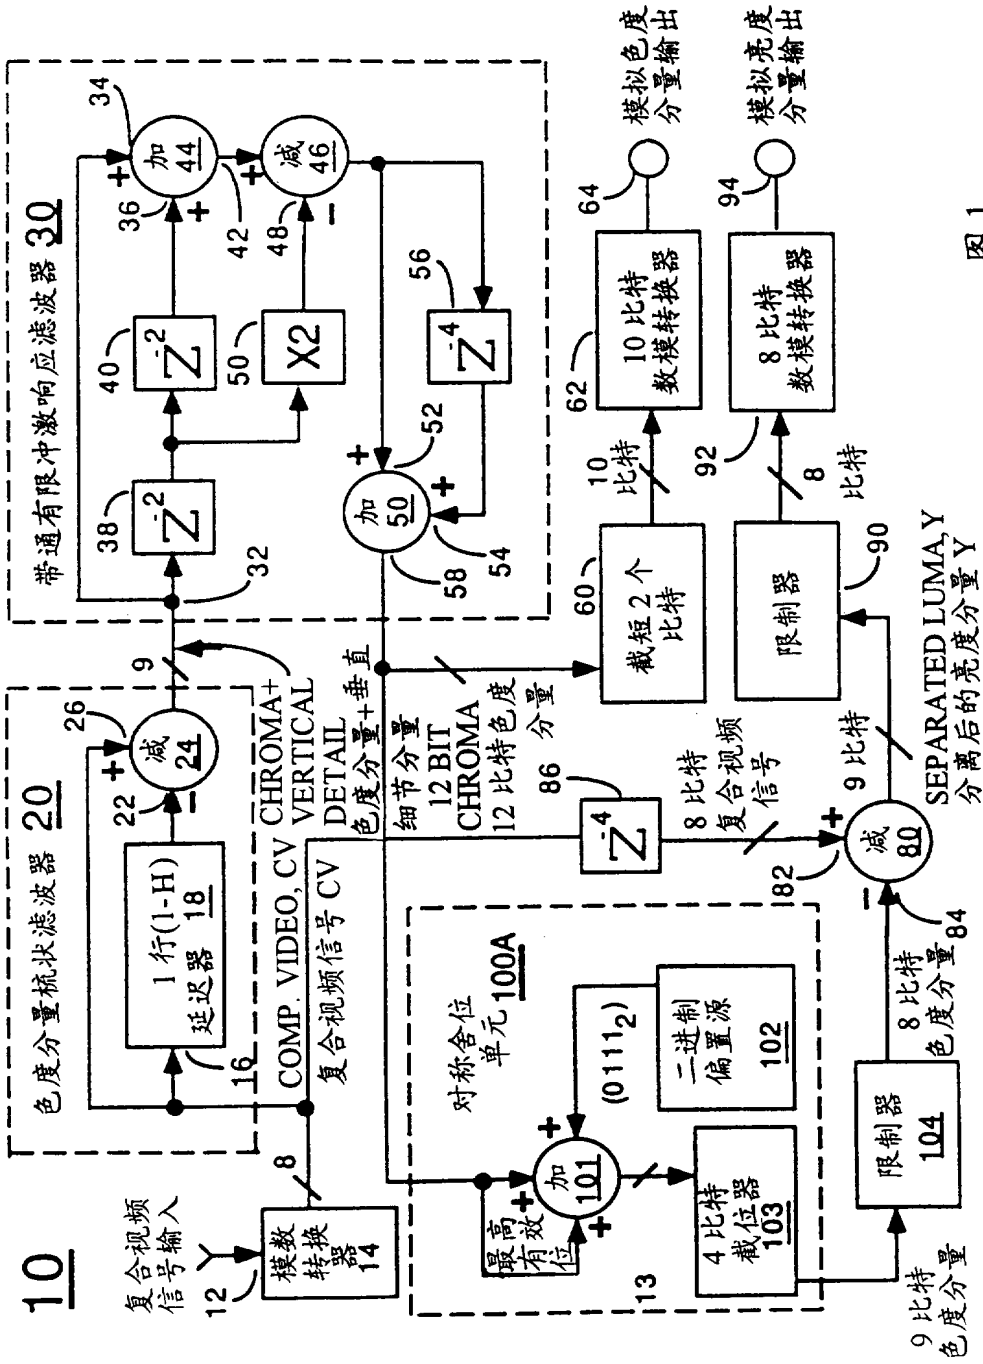 10
复合视频
信号输入
12
模数
转换
器
14
8
色度分量梳状滤波器 20
16
1 行(1-H)
延迟器 18
22
减
24
26
+
−
9
CHROMA+
VERTICAL
DETAIL
色度分量+垂直
细节分量
COMP. VIDEO, CV
复合视频信号 CV
带通有限冲激响应滤波器 30
32
38
Z-2
40
Z-2
36
+
+
34
加
44
42
+
减
46
48
−
50
X2
56
Z-4
52
+
加
50
+
54
58
12 BIT
CHROMA
12 比特色度
分量
60
截短 2 个
比特
10
比特
62
10 比特
数模转换器
64
模拟色度
分量输出
86
Z-4
8 比特
复合视频
信号
82
+
减
80
−
84
9 比特
SEPARATED LUMA,Y
分离后的亮度分量 Y
限制器
90
8
比特
92
8 比特
数模转换器
94
模拟亮度
分量输出
对称舍位
单元 100A
最高
最有效
有位
+
+
+
加
101
(0111₂)
二进制
偏置源
102
13
4 比特
截位器
103
9 比特
色度分量
限制器
104
8 比特
色度分量
图 1